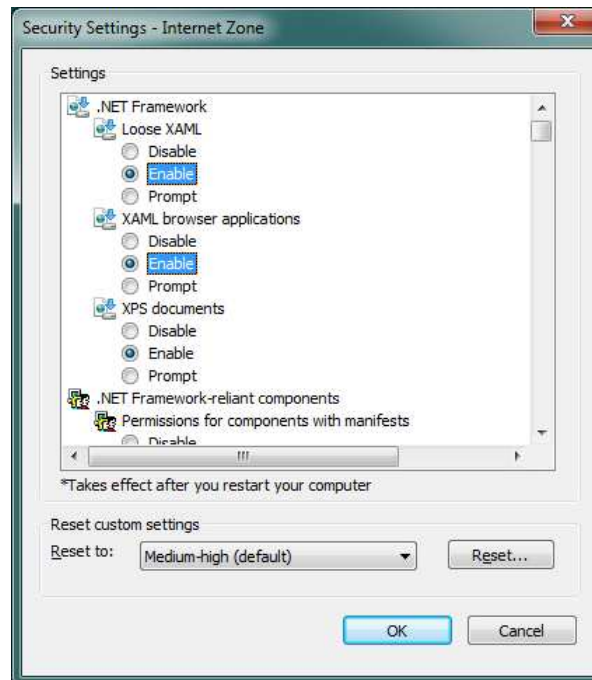 Security Settings - Internet Zone
Settings
.NET Framework
Loose XAML
Disable
Enable
Prompt
XAML browser applications
Disable
Enable
Prompt
XPS documents
Disable
Enable
Prompt
.NET Framework-reliant components
Permissions for components with manifests
Disable
*Takes effect after you restart your computer
Reset custom settings
Reset to: Medium-high (default) Reset...
OK Cancel